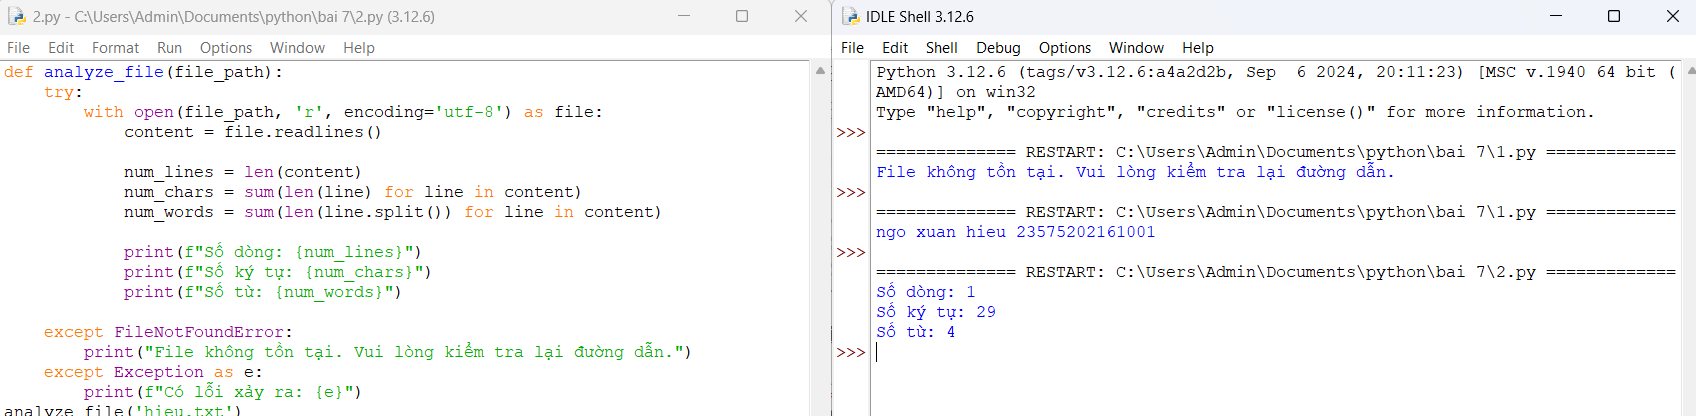 2.py - C:\Users\Admin\Documents\python\bai 7\2.py (3.12.6)
File Edit Format Run Options Window Help
def analyze_file(file_path):
    try:
        with open(file_path, 'r', encoding='utf-8') as file:
            content = file.readlines()
            num_lines = len(content)
            num_chars = sum(len(line) for line in content)
            num_words = sum(len(line.split()) for line in content)
            print(f"Số dòng: {num_lines}")
            print(f"Số ký tự: {num_chars}")
            print(f"Số từ: {num_words}")
    except FileNotFoundError:
        print("File không tồn tại. Vui lòng kiểm tra lại đường dẫn.")
    except Exception as e:
        print(f"Có lỗi xảy ra: {e}")
analyze_file('hieu.txt')
IDLE Shell 3.12.6
File Edit Shell Debug Options Window Help
Python 3.12.6 (tags/v3.12.6:a4a2d2b, Sep  6 2024, 20:11:23) [MSC v.1940 64 bit (
AMD64)] on win32
Type "help", "copyright", "credits" or "license()" for more information.
>>>
============== RESTART: C:\Users\Admin\Documents\python\bai 7\1.py =============
File không tồn tại. Vui lòng kiểm tra lại đường dẫn.
>>>
============== RESTART: C:\Users\Admin\Documents\python\bai 7\1.py =============
ngo xuan hieu 23575202161001
>>>
============== RESTART: C:\Users\Admin\Documents\python\bai 7\2.py =============
Số dòng: 1
Số ký tự: 29
Số từ: 4
>>>